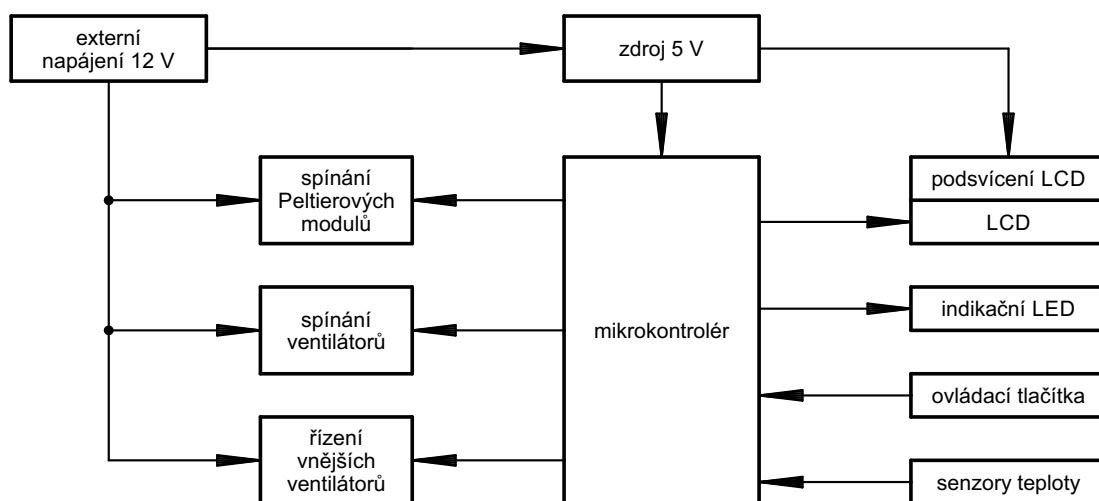 externí
napájení 12 V
zdroj 5 V
spínání
Peltierových
modulů
podsvícení LCD
LCD
spínání
ventilátorů
mikrokontrolér
indikační LED
ovládací tlačítka
řízení
vnějších
ventilátorů
senzory teploty